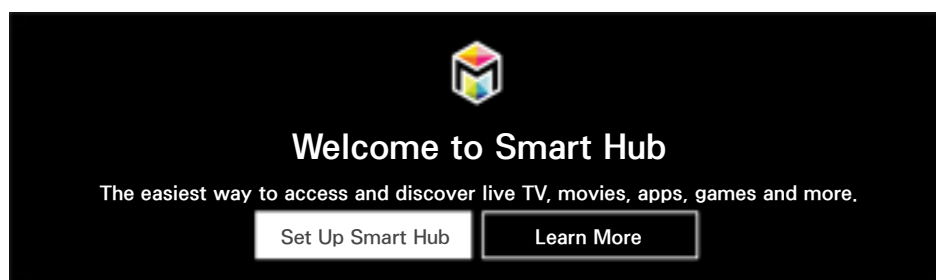 Welcome to Smart Hub
The easiest way to access and discover live TV, movies, apps, games and more.
Set Up Smart Hub Learn More